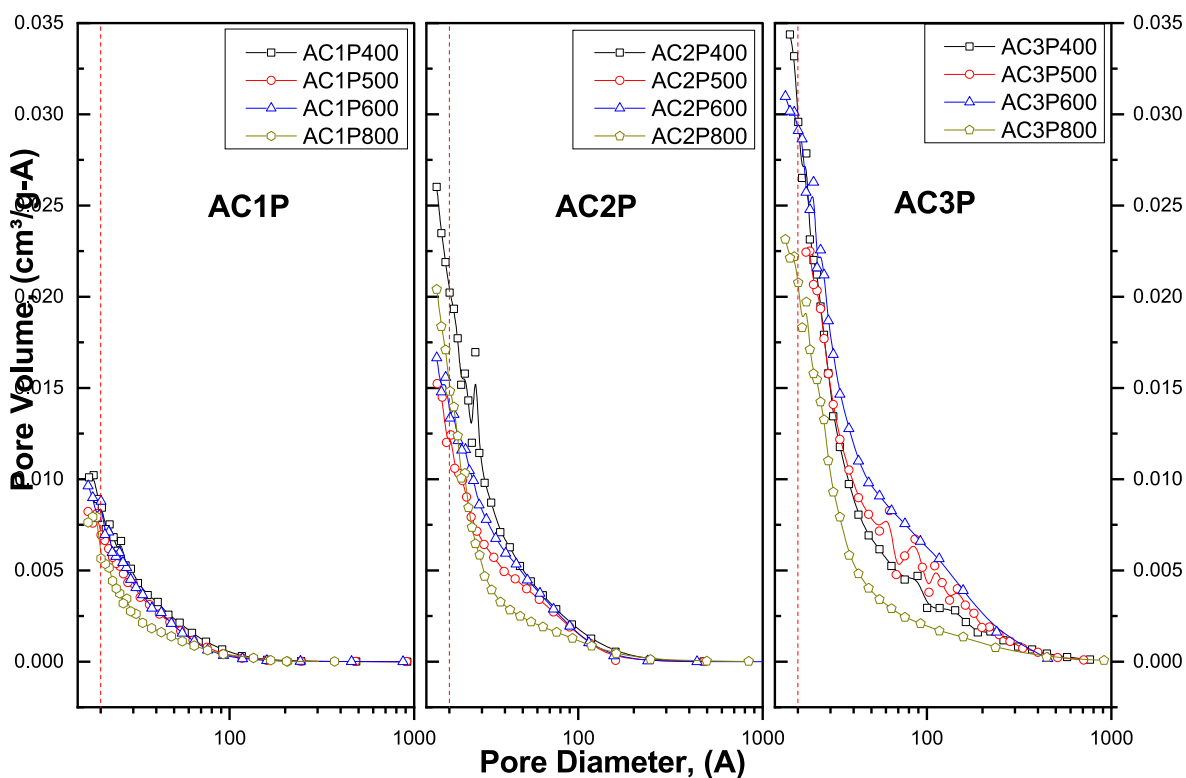 0.035
0.030
0.025
0.020
0.015
0.010
0.005
0.000
Pore Volume, (cm³/g-A)
AC1P400
AC1P500
AC1P600
AC1P800
AC1P
100
1000
AC2P400
AC2P500
AC2P600
AC2P800
AC2P
100
1000
AC3P400
AC3P500
AC3P600
AC3P800
AC3P
100
1000
0.035
0.030
0.025
0.020
0.015
0.010
0.005
0.000
Pore Diameter, (A)